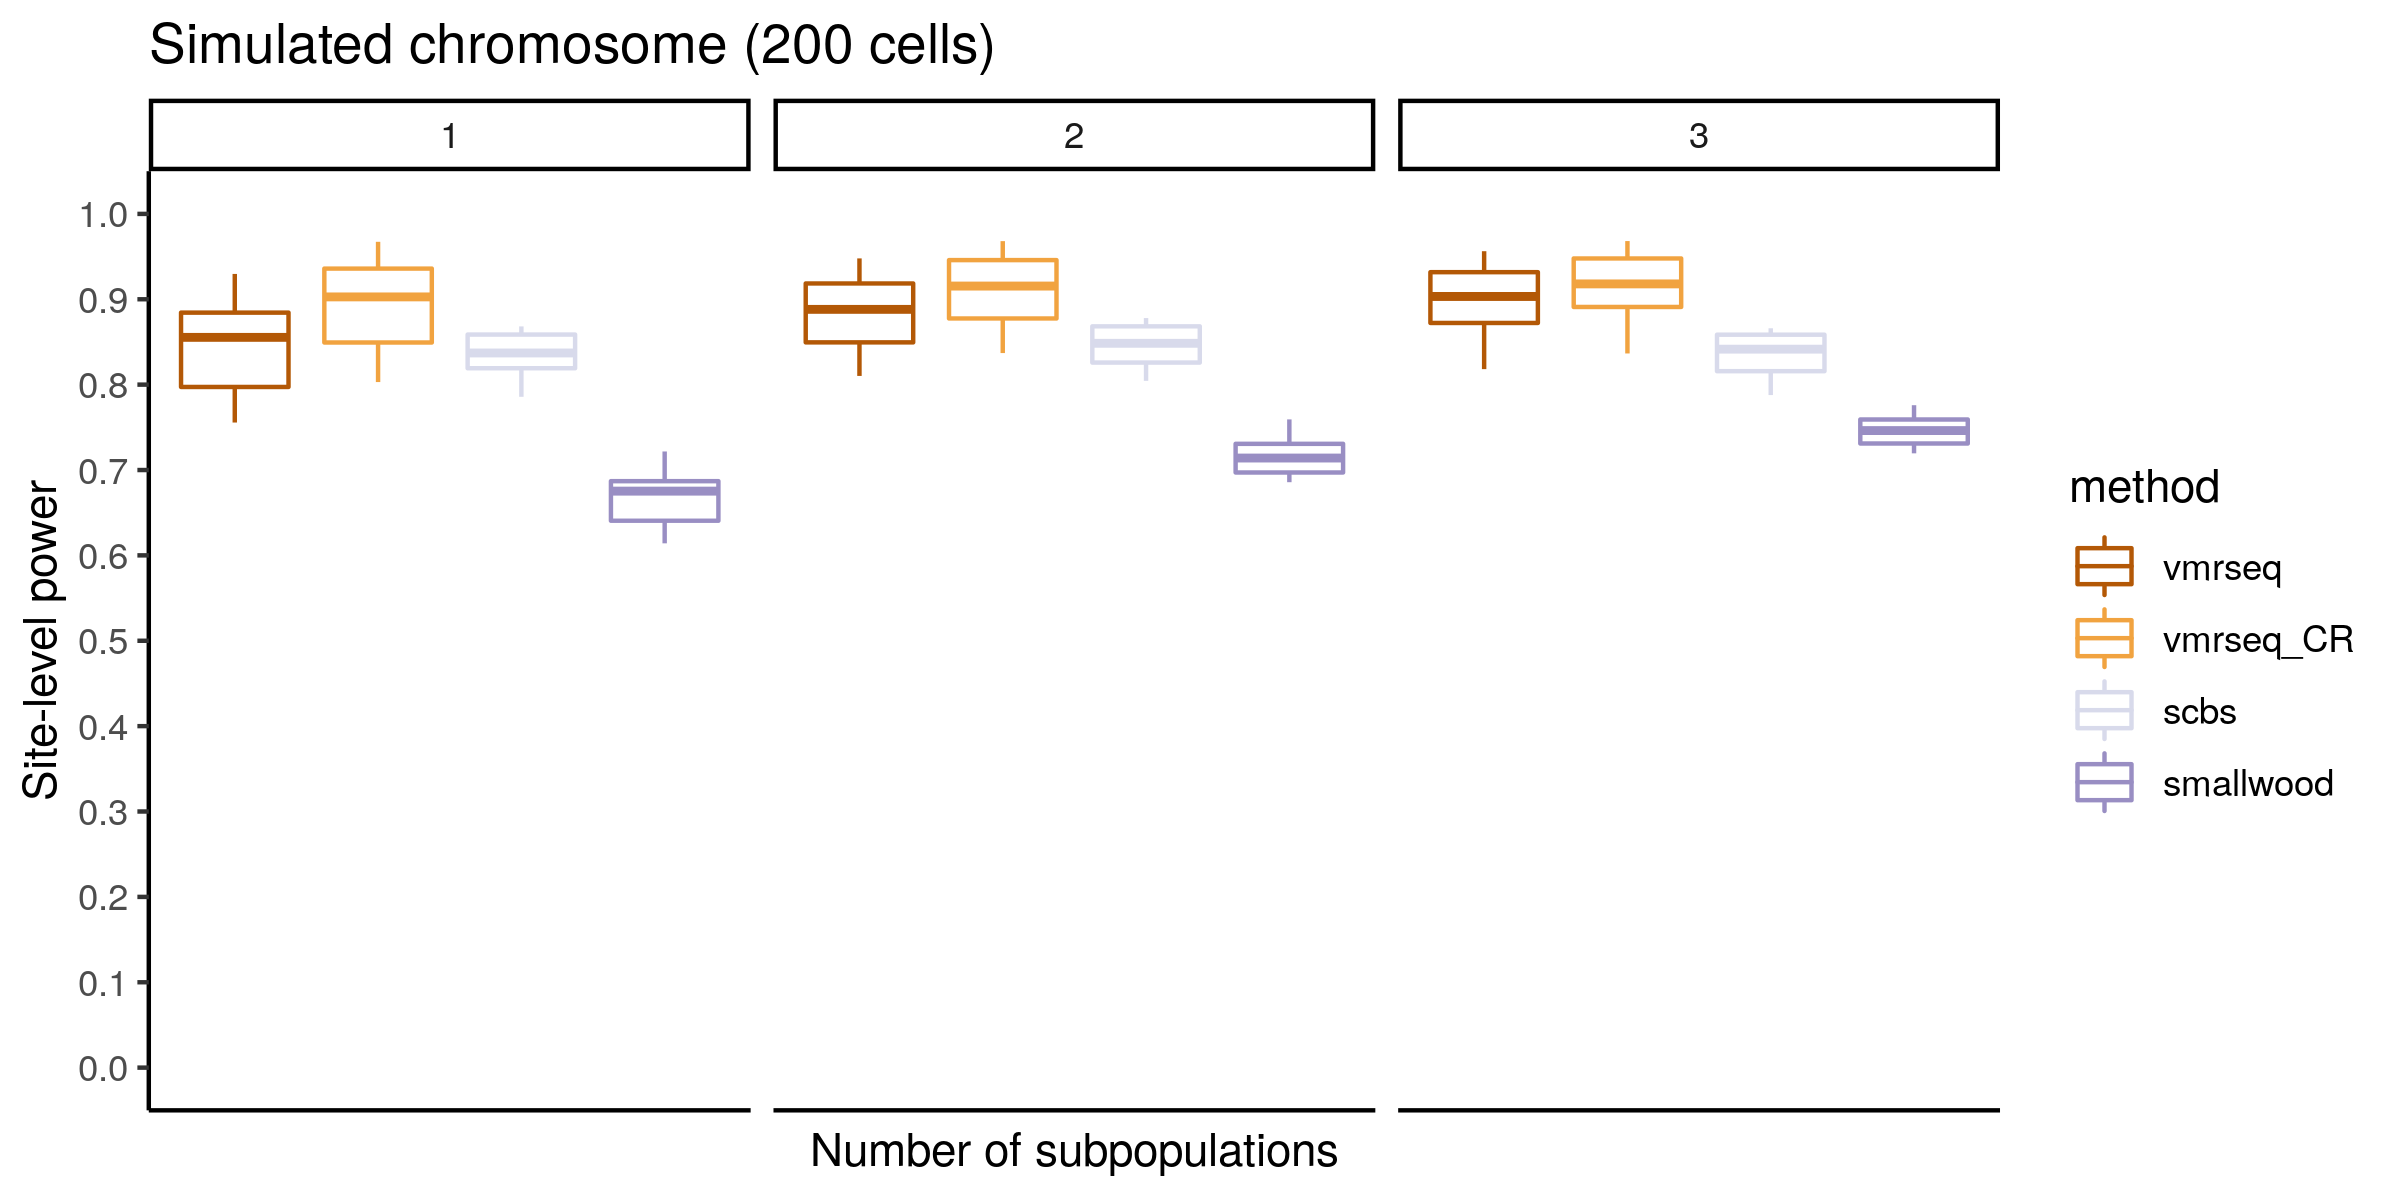 Simulated chromosome (200 cells)
1 2 3
1.0
0.9
0.8
0.7
0.6
0.5
0.4
0.3
0.2
0.1
0.0
Site-level power
Number of subpopulations
method
vmrseq
vmrseq_CR
scbs
smallwood